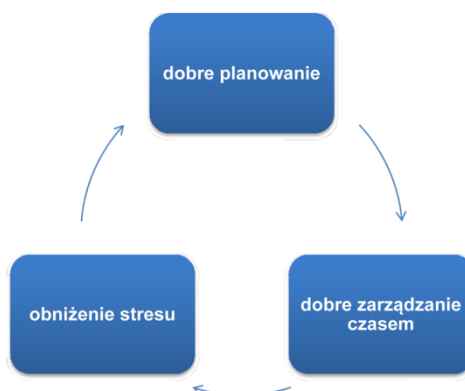 dobre planowanie
obniżenie stresu
dobre zarządzanie
czasem